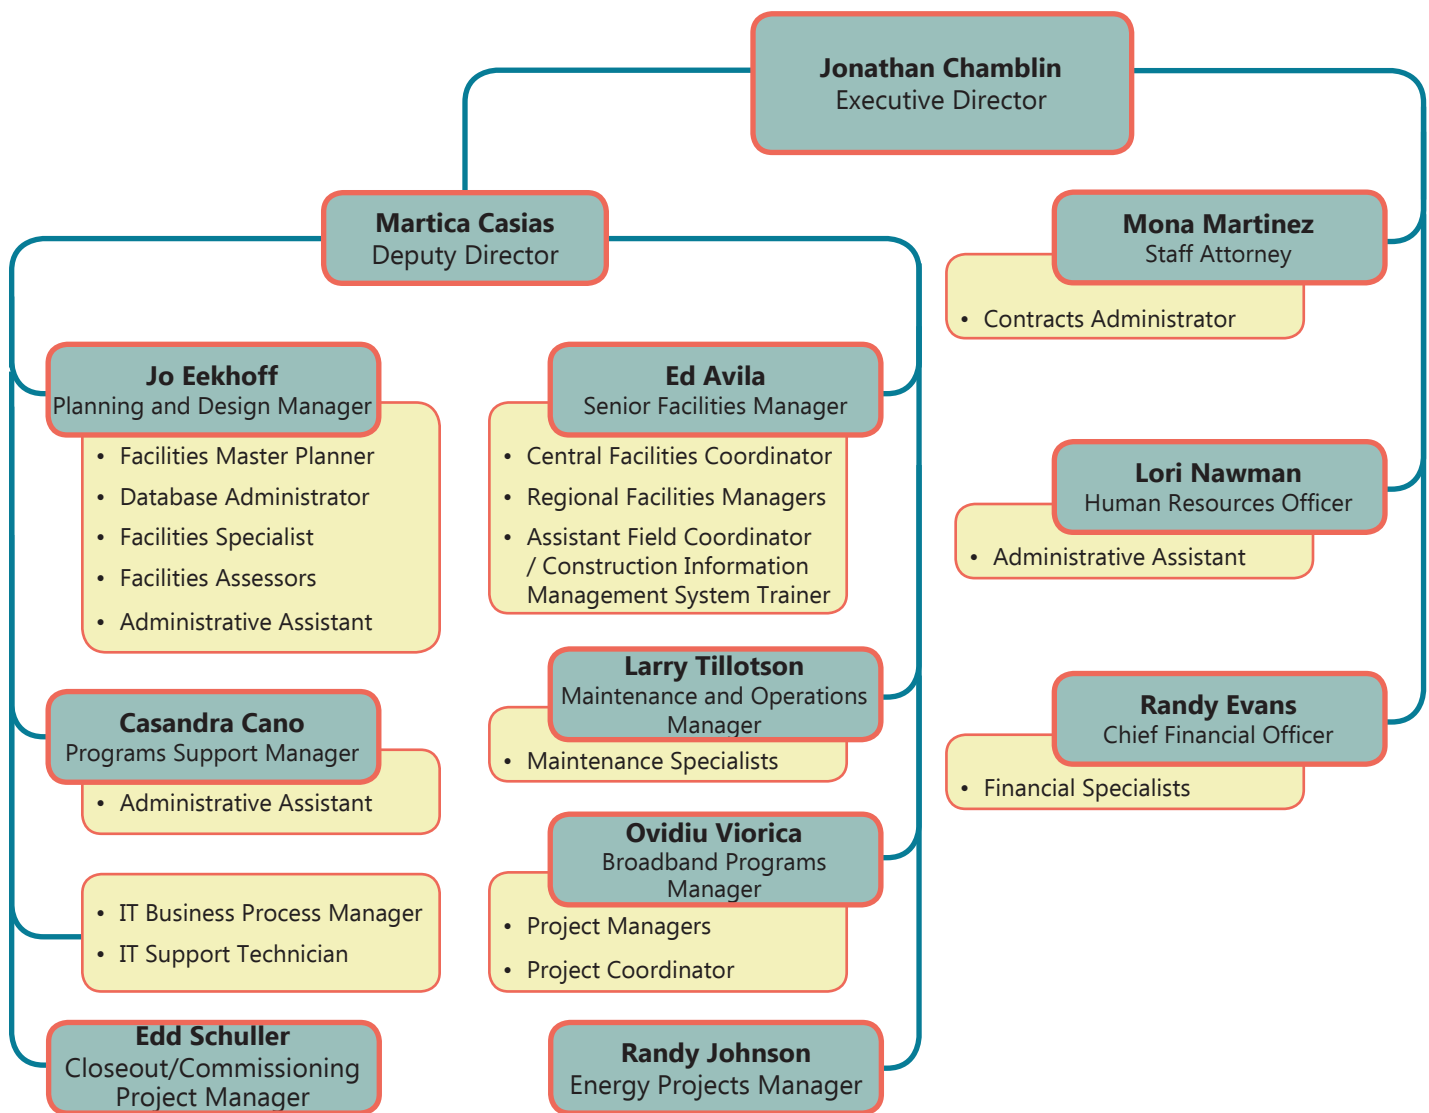 Jonathan Chamblin
Executive Director
Martica Casias
Deputy Director
Jo Eekhoff
Planning and Design Manager
• Facilities Master Planner
• Database Administrator
• Facilities Specialist
• Facilities Assessors
• Administrative Assistant
Casandra Cano
Programs Support Manager
• Administrative Assistant
• IT Business Process Manager
• IT Support Technician
Edd Schuller
Closeout/Commissioning
Project Manager
Ed Avila
Senior Facilities Manager
• Central Facilities Coordinator
• Regional Facilities Managers
• Assistant Field Coordinator
/ Construction Information
Management System Trainer
Larry Tillotson
Maintenance and Operations
Manager
• Maintenance Specialists
Ovidiu Viorica
Broadband Programs
Manager
• Project Managers
• Project Coordinator
Randy Johnson
Energy Projects Manager
Mona Martinez
Staff Attorney
• Contracts Administrator
Lori Nawman
Human Resources Officer
• Administrative Assistant
Randy Evans
Chief Financial Officer
• Financial Specialists